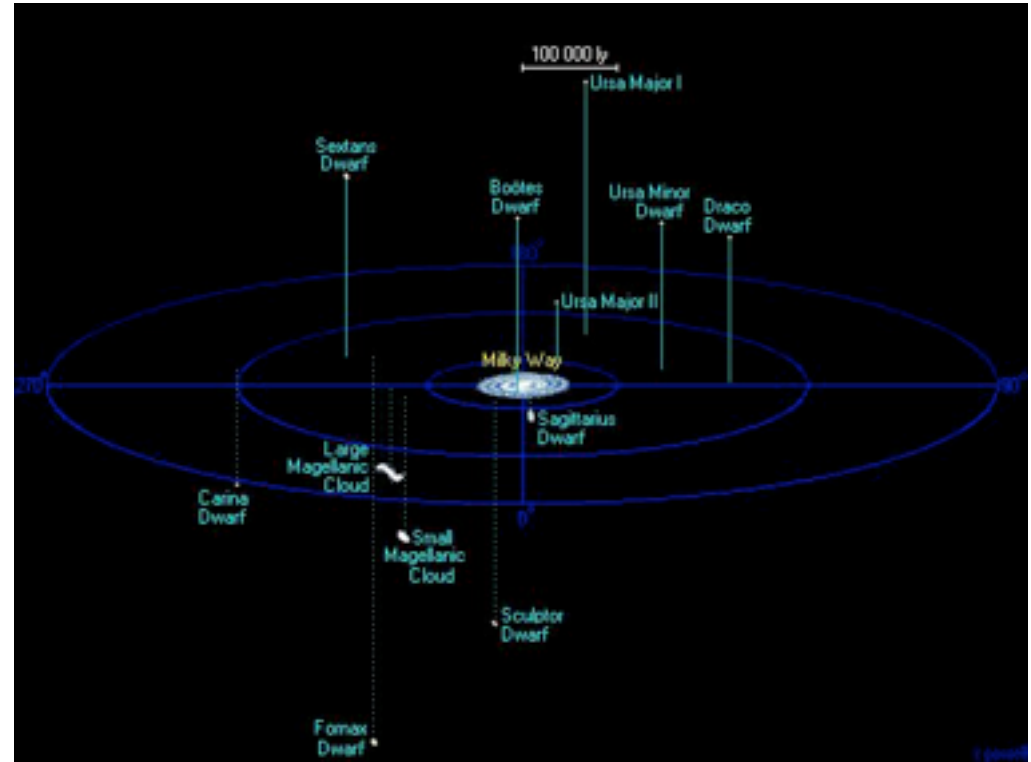 100 000 ly
Ursa Major I
Sextans
Dwarf
Boötes
Dwarf
Ursa Minor
Dwarf
Draco
Dwarf
180°
Ursa Major II
Milky Way
270°
90°
Sagittarius
Dwarf
Large
Magellanic
Cloud
Carina
Dwarf
0°
Small
Magellanic
Cloud
Sculptor
Dwarf
Fornax
Dwarf